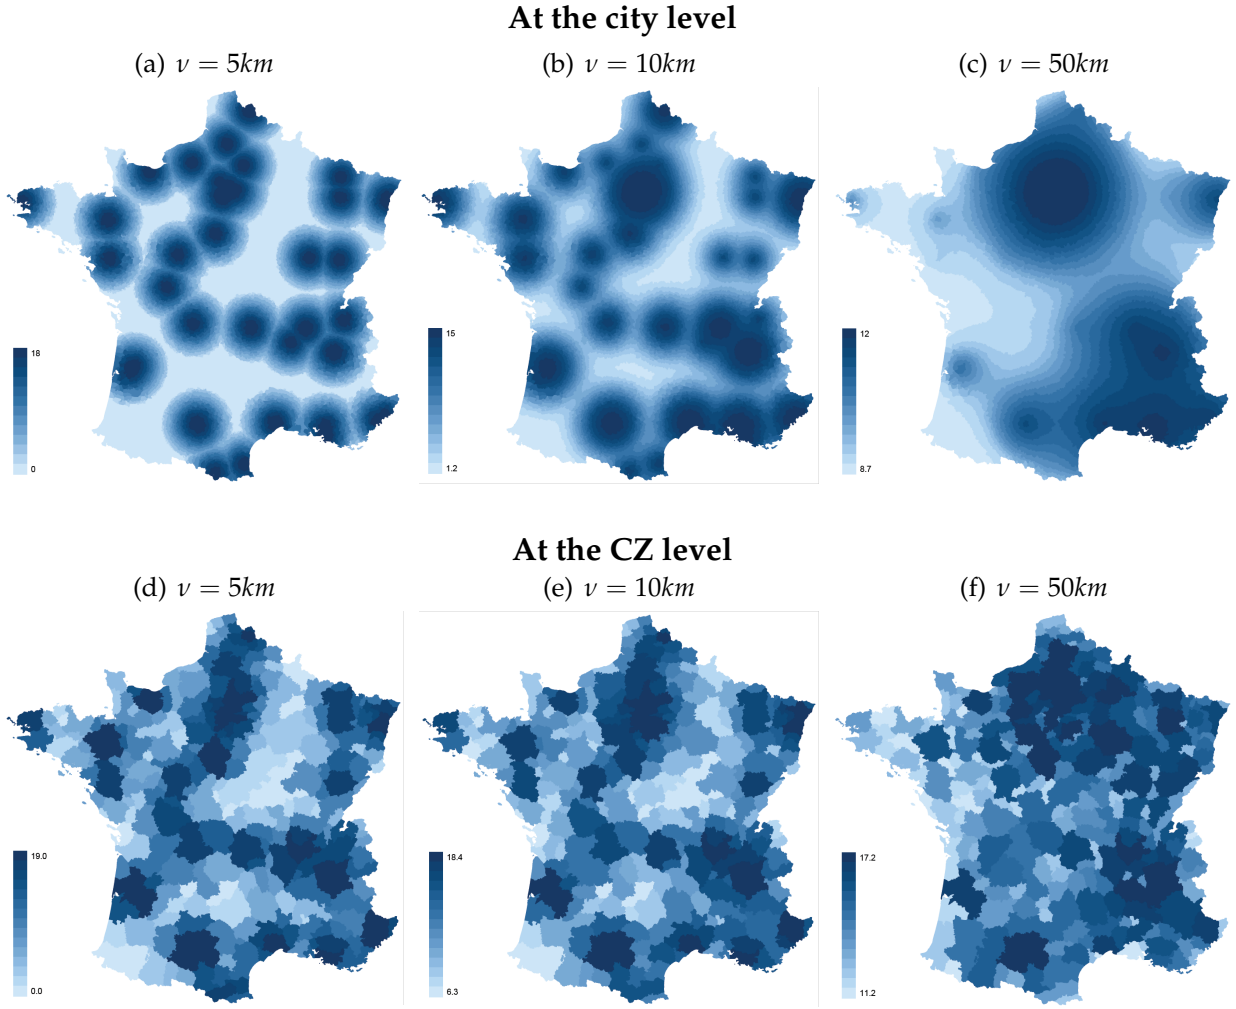 At the city level
(a) ν = 5km
(b) ν = 10km
(c) ν = 50km
18
0
15
1.2
12
8.7
At the CZ level
(d) ν = 5km
(e) ν = 10km
(f) ν = 50km
19.0
0.0
18.4
6.3
17.2
11.2